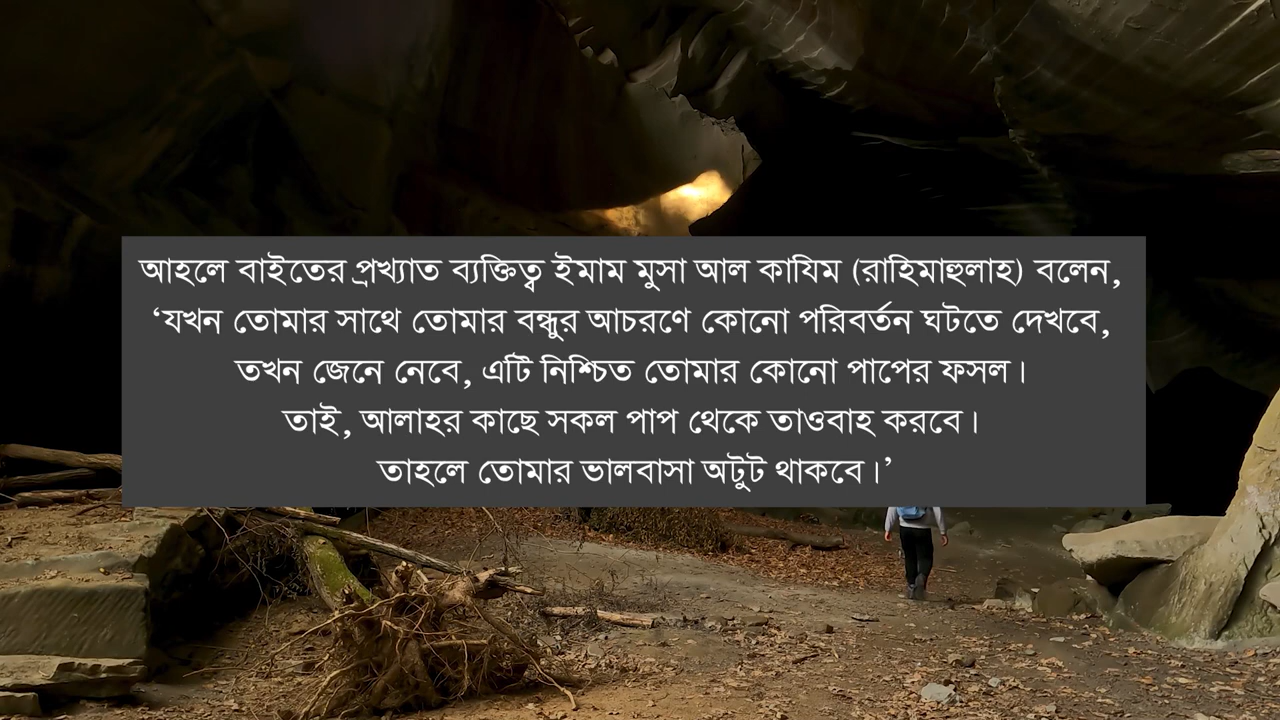 আহলে বাইতের প্রখ্যাত ব্যক্তিত্ব ইমাম মুসা আল কাযিম (রাহিমাহুলাহ) বলেন,
‘যখন তোমার সাথে তোমার বন্ধুর আচরণে কোনো পরিবর্তন ঘটতে দেখবে,
তখন জেনে নেবে, এটি নিশ্চিত তোমার কোনো পাপের ফসল।
তাই, আলাহর কাছে সকল পাপ থেকে তাওবাহ করবে।
তাহলে তোমার ভালবাসা অটুট থাকবে।’